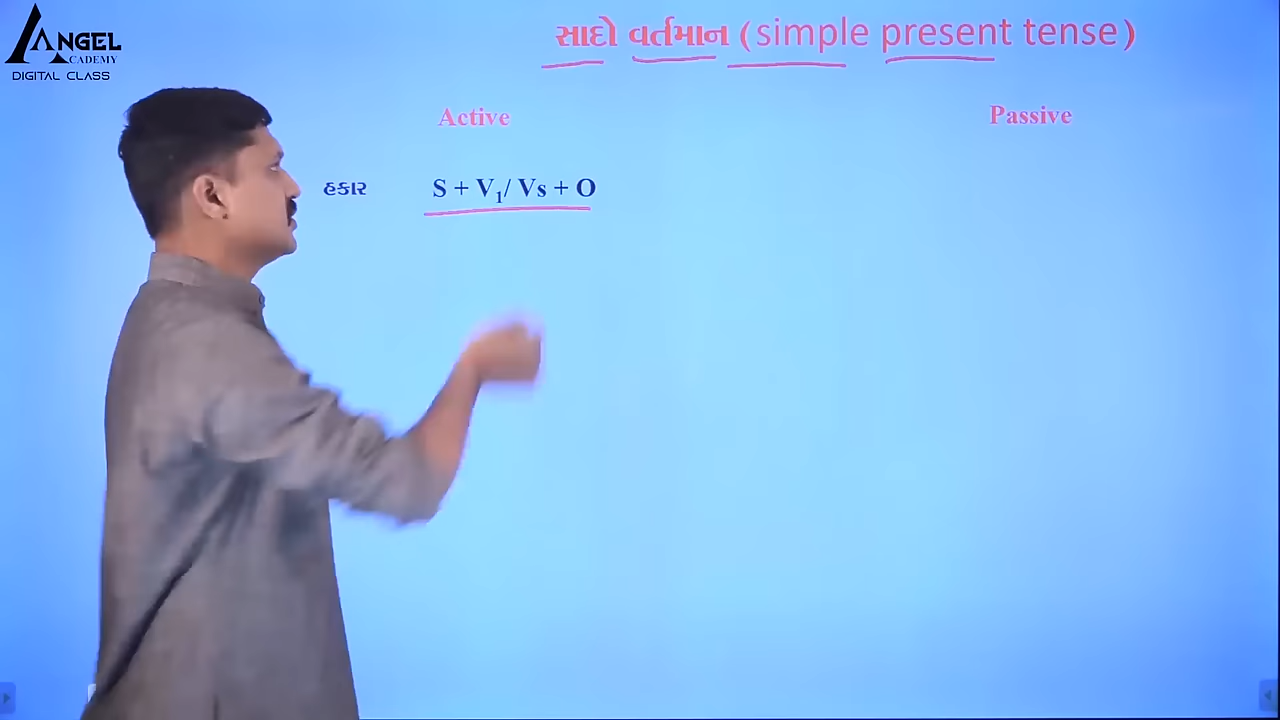 ANGEL
ACADEMY
DIGITAL CLASS
સાદો વર્તમાન (simple present tense)
Active Passive
હકાર S + V1/ Vs + O